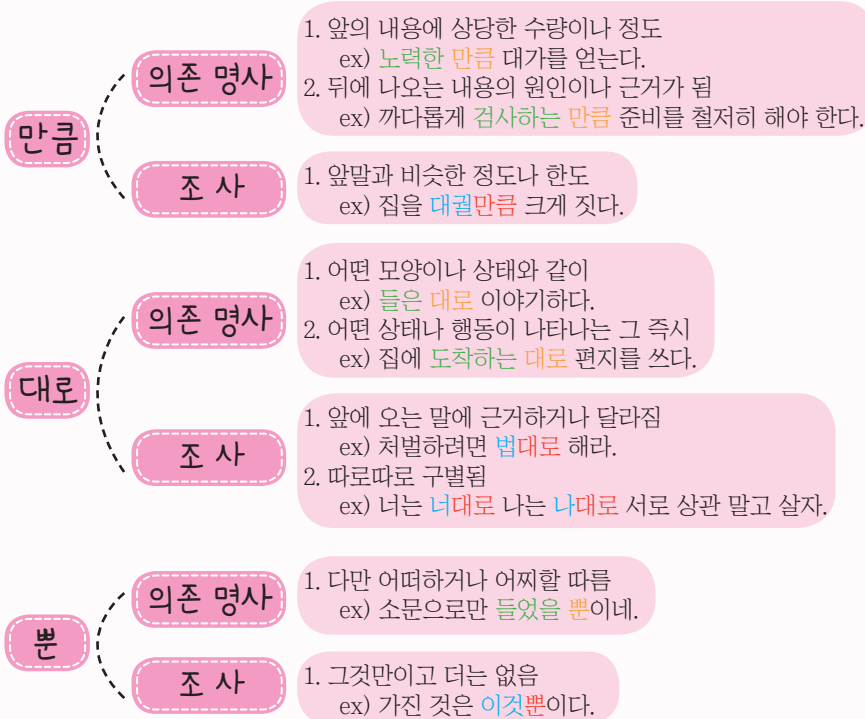 만큼
의존 명사
1. 앞의 내용에 상당한 수량이나 정도
ex) 노력한 만큼 대가를 얻는다.
2. 뒤에 나오는 내용의 원인이나 근거가 됨
ex) 까다롭게 검사하는 만큼 준비를 철저히 해야 한다.
조 사
1. 앞말과 비슷한 정도나 한도
ex) 집을 대궐만큼 크게 짓다.
대로
의존 명사
1. 어떤 모양이나 상태와 같이
ex) 들은 대로 이야기하다.
2. 어떤 상태나 행동이 나타나는 그 즉시
ex) 집에 도착하는 대로 편지를 쓰다.
조 사
1. 앞에 오는 말에 근거하거나 달라짐
ex) 처벌하려면 법대로 해라.
2. 따로따로 구별됨
ex) 너는 너대로 나는 나대로 서로 상관 말고 살자.
뿐
의존 명사
1. 다만 어떠하거나 어찌할 따름
ex) 소문으로만 들었을 뿐이네.
조 사
1. 그것만이고 더는 없음
ex) 가진 것은 이것뿐이다.